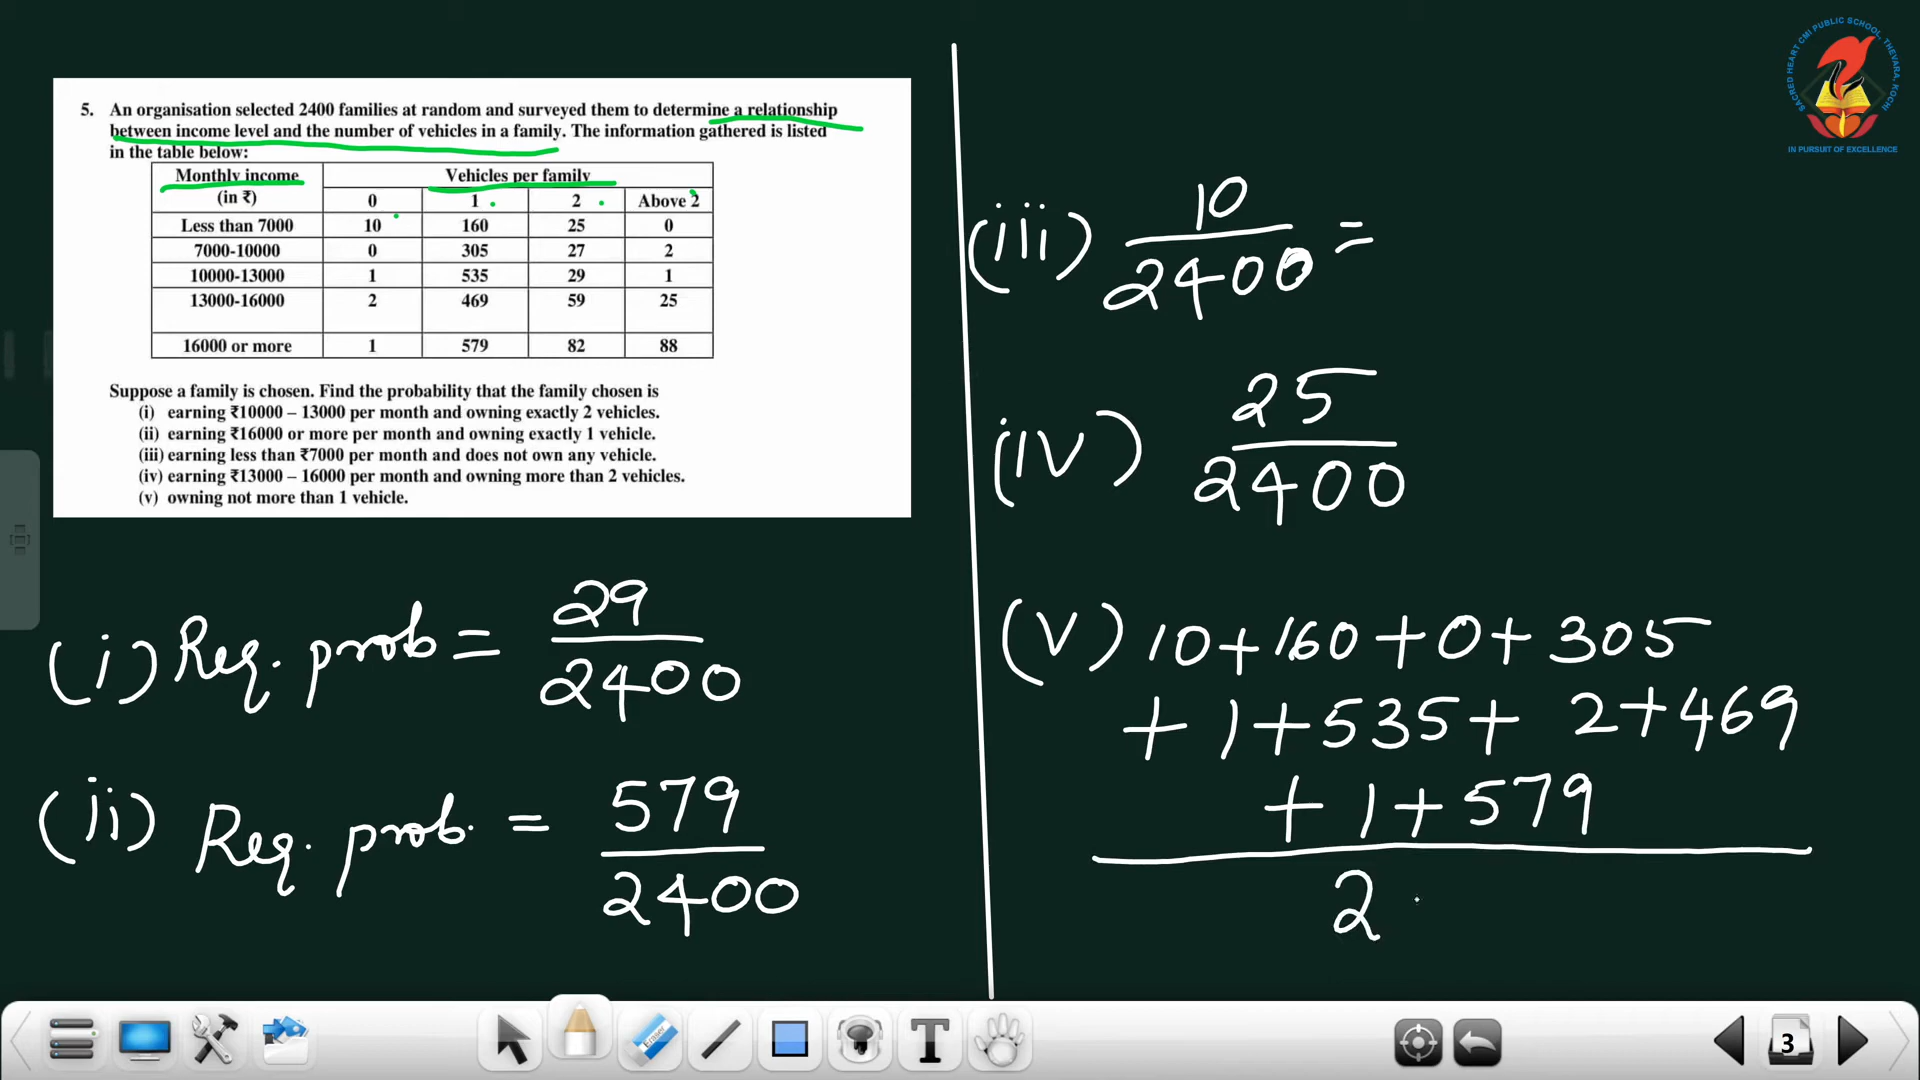 5. An organisation selected 2400 families at random and surveyed them to determine a relationship
between income level and the number of vehicles in a family. The information gathered is listed
in the table below:
Monthly income (in ₹) Vehicles per family
0 1 2 Above 2
Less than 7000 10 160 25 0
7000-10000 0 305 27 2
10000-13000 1 535 29 1
13000-16000 2 469 59 25
16000 or more 1 579 82 88
Suppose a family is chosen. Find the probability that the family chosen is
(i) earning ₹10000 – 13000 per month and owning exactly 2 vehicles.
(ii) earning ₹16000 or more per month and owning exactly 1 vehicle.
(iii) earning less than ₹7000 per month and does not own any vehicle.
(iv) earning ₹13000 – 16000 per month and owning more than 2 vehicles.
(v) owning not more than 1 vehicle.
(i) Req. prob = 29
2400
(ii) Req. prob. = 579
2400
(iii) 10
2400 =
(iv) 25
2400
(v) 10+160+0+305
+ 1+535+ 2+469
+ 1+579
2
SACRED HEART CMI PUBLIC SCHOOL, THEVARA, KOCHI
IN PURSUIT OF EXCELLENCE
Eraser
T
3